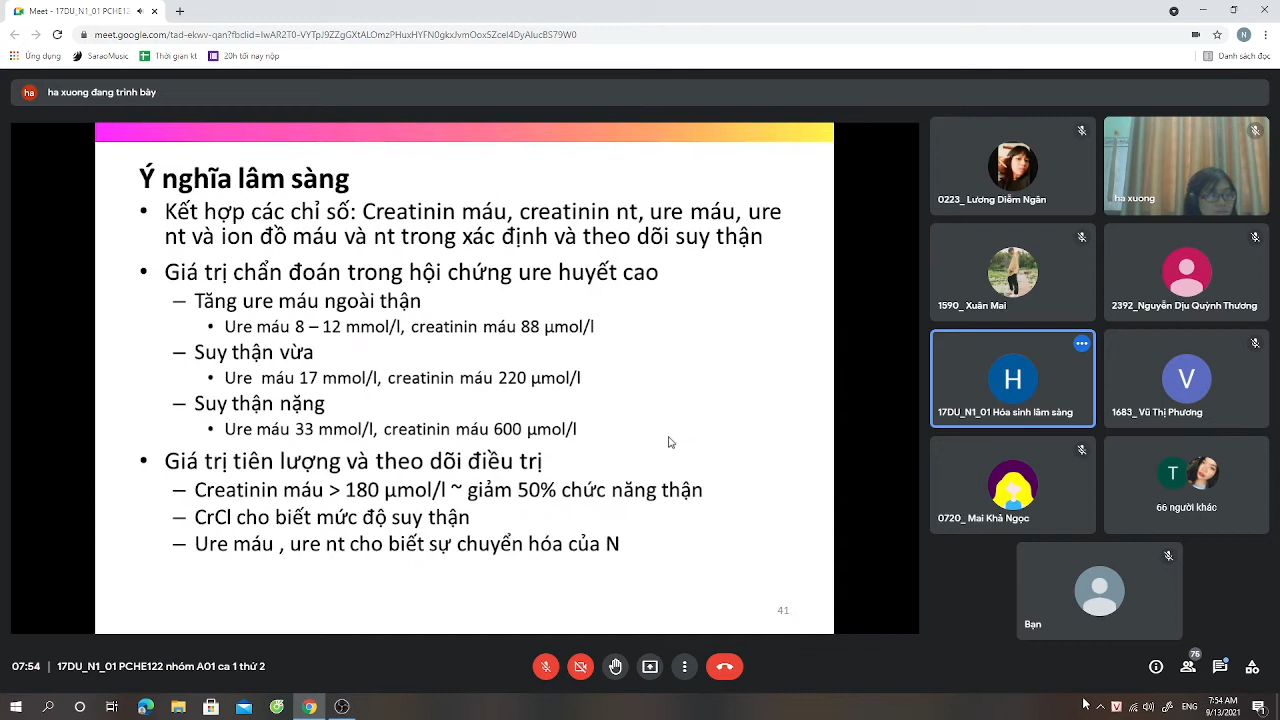 Meet - 17DU_N1_01 PCHE12
meet.google.com/tad-ekwv-qan?fbclid=IwAR2T0-VYTpJ9ZZgGXtALOmzPHuxHYFN0gkxJvmOoxSZcel4DyAlucBS79W0
N
Ứng dụng
SaraoMusic
Thời gian kt
20h tối nay nộp
Danh sách đọc
ha
ha xuong đang trình bày
Ý nghĩa lâm sàng
• Kết hợp các chỉ số: Creatinin máu, creatinin nt, ure máu, ure
nt và ion đồ máu và nt trong xác định và theo dõi suy thận
• Giá trị chẩn đoán trong hội chứng ure huyết cao
– Tăng ure máu ngoài thận
• Ure máu 8 – 12 mmol/l, creatinin máu 88 µmol/l
– Suy thận vừa
• Ure máu 17 mmol/l, creatinin máu 220 µmol/l
– Suy thận nặng
• Ure máu 33 mmol/l, creatinin máu 600 µmol/l
• Giá trị tiên lượng và theo dõi điều trị
– Creatinin máu > 180 µmol/l ~ giảm 50% chức năng thận
– CrCl cho biết mức độ suy thận
– Ure máu , ure nt cho biết sự chuyển hóa của N
41
0223_ Lương Diễm Ngân
ha xuong
1590_ Xuân Mai
2392_Nguyễn Dịu Quỳnh Thương
H
17DU_N1_01 Hóa sinh lâm sàng
V
1683_ Vũ Thị Phương
0720_ Mai Khả Ngọc
T
66 người khác
Bạn
07:54 | 17DU_N1_01 PCHE122 nhóm A01 ca 1 thứ 2
75
7:54 AM
9/13/2021